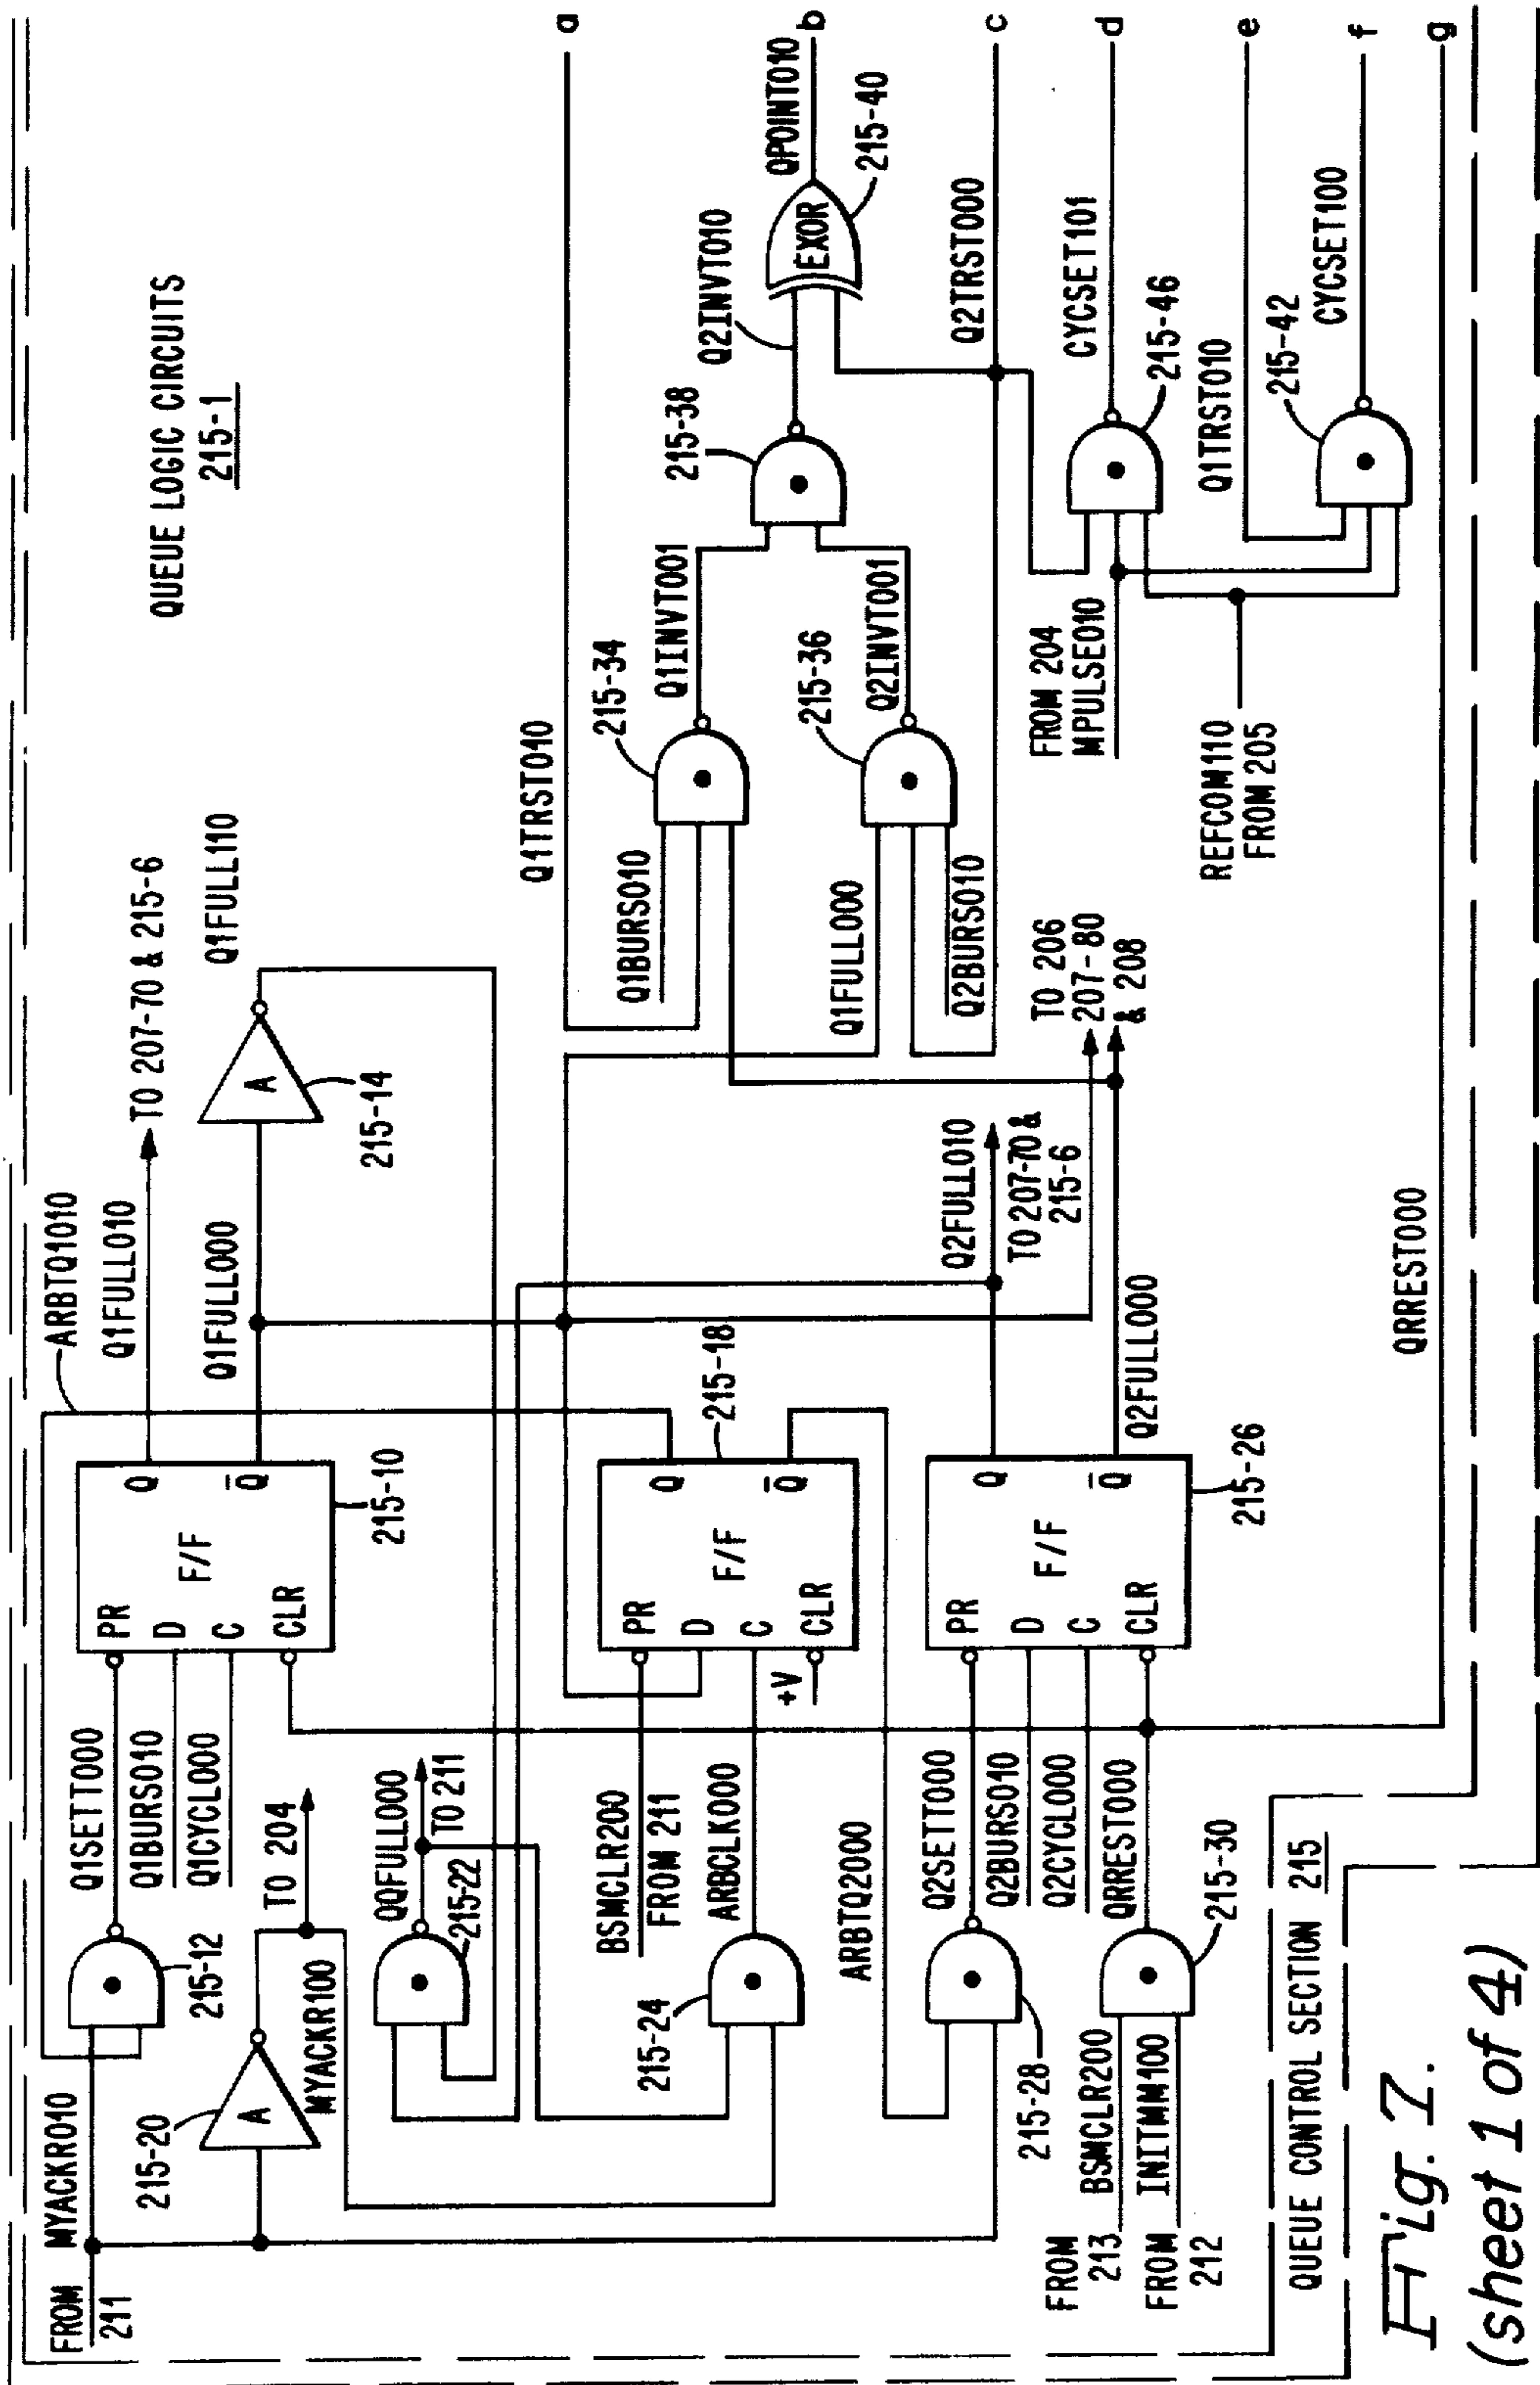 QUEUE LOGIC CIRCUITS
215-1
FROM
211
MYACKR010
215-12
Q1SETT000
Q1BURS010
Q1CYCL000
PR
D
C
CLR
F/F
Q
Q
215-10
ARBTQ1010
Q1FULL010
TO 207-70 & 215-6
Q1FULL000
A
215-14
Q1FULL110
215-20
A
MYACKR100
TO 204
QQFULL000
TO 211
215-22
BSMCLR200
FROM 211
215-24
ARBCLK000
+V
PR
D
C
CLR
F/F
Q
Q
215-18
ARBTQ2000
215-28
Q2SETT000
Q2BURS010
Q2CYCL000
QRREST000
PR
D
C
CLR
F/F
Q
Q
215-26
Q2FULL010
TO 207-70 &
215-6
Q2FULL000
TO 206
207-80
& 208
FROM
213
BSMCLR200
FROM
212
INITMM100
215-30
QRREST000
Q1TRST010
Q1BURS010
215-34
Q1INVT001
Q1FULL000
Q2BURS010
215-36
Q2INVT001
215-38
Q2INVT010
EXOR
QPOINT010
215-40
Q2TRST000
FROM 204
MPULSE010
CYCSET101
215-46
REFCOM110
FROM 205
Q1TRST010
215-42
CYCSET100
a
b
c
d
e
f
g
QUEUE CONTROL SECTION 215
Fig. 7.
(sheet 1 of 4)